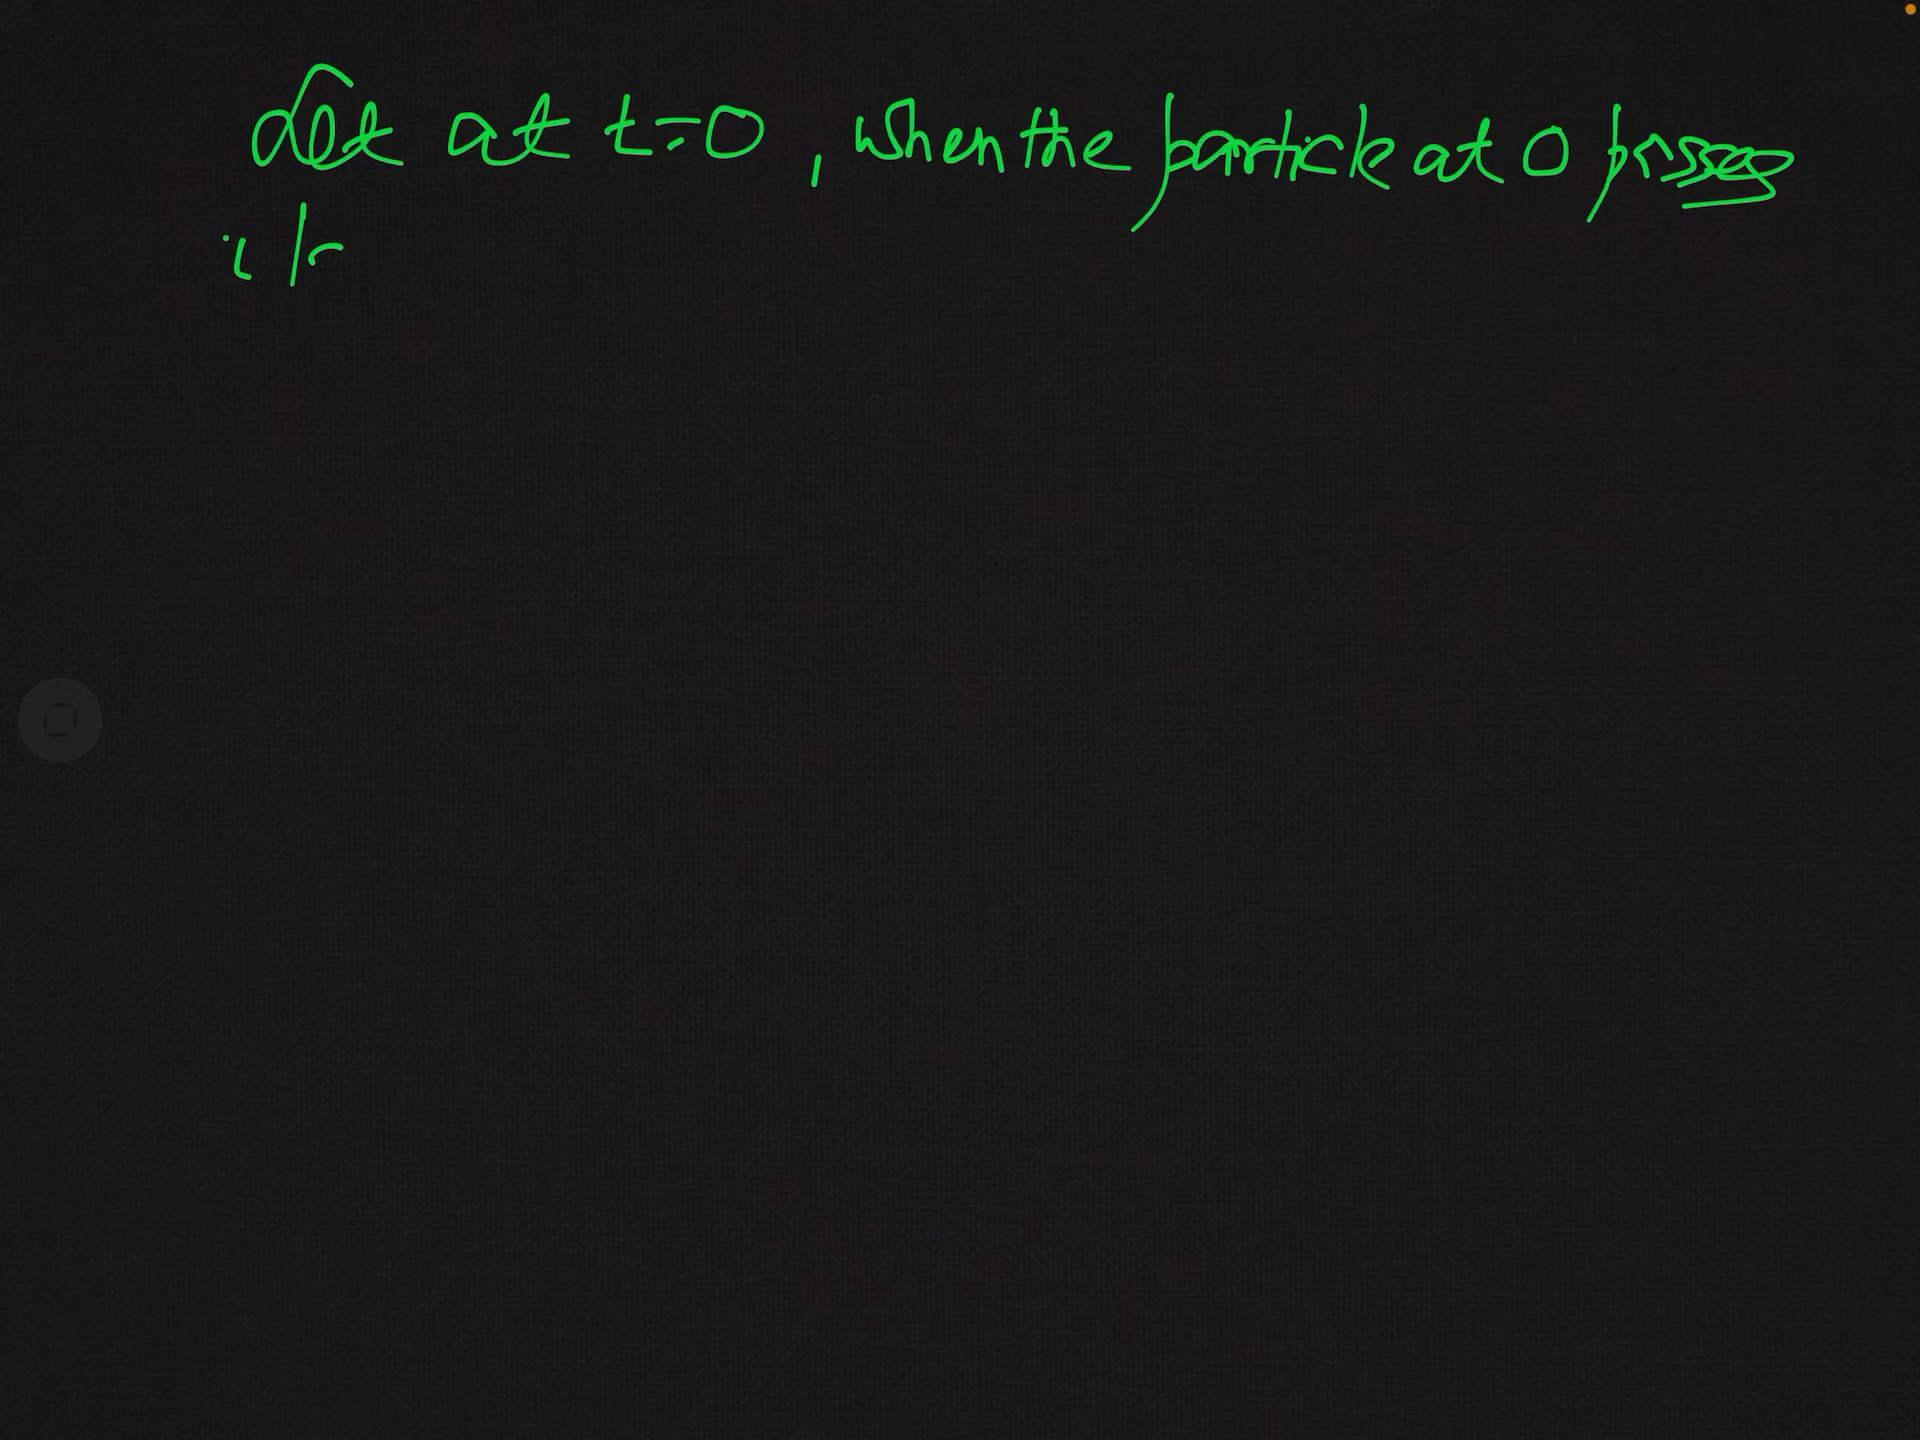 Let at t=0, when the particle at O passes
i